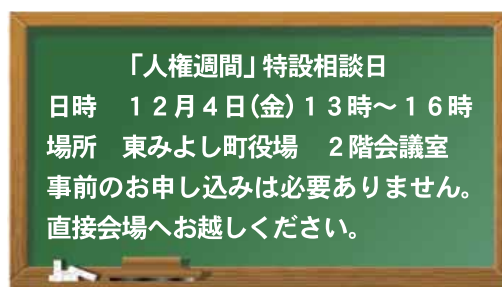 「人権週間」特設相談日
日時　１２月４日(金)１３時～１６時
場所　東みよし町役場　２階会議室
事前のお申し込みは必要ありません。
直接会場へお越しください。